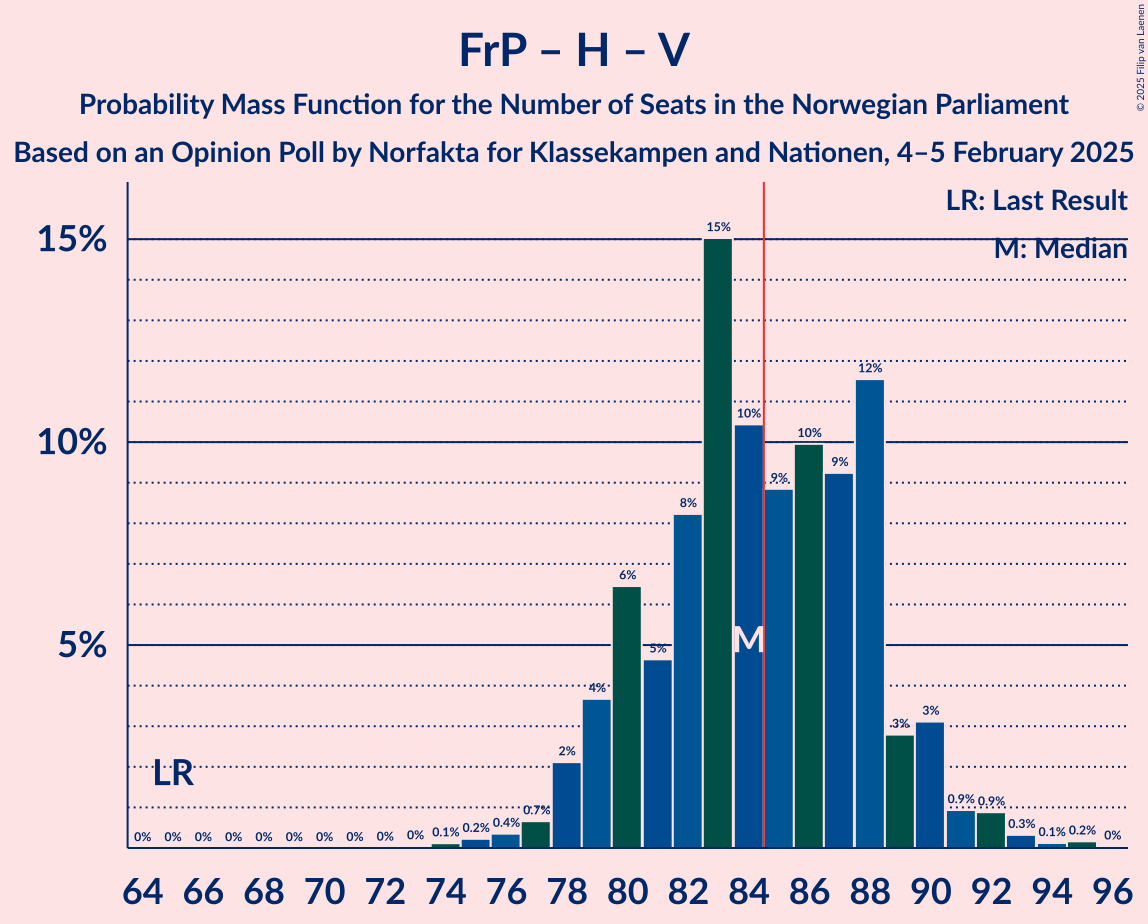 FrP – H – V
Probability Mass Function for the Number of Seats in the Norwegian Parliament
Based on an Opinion Poll by Norfakta for Klassekampen and Nationen, 4–5 February 2025
© 2025 Filip van Laenen
LR: Last Result
M: Median
15%
10%
5%
0% 0% 0% 0% 0% 0% 0% 0% 0% 0% 0.1% 0.2% 0.4% 0.7% 2% 4% 6% 5% 8% 15% 10% 9% 10% 9% 12% 3% 3% 0.9% 0.9% 0.3% 0.1% 0.2% 0%
M
LR
64 66 68 70 72 74 76 78 80 82 84 86 88 90 92 94 96